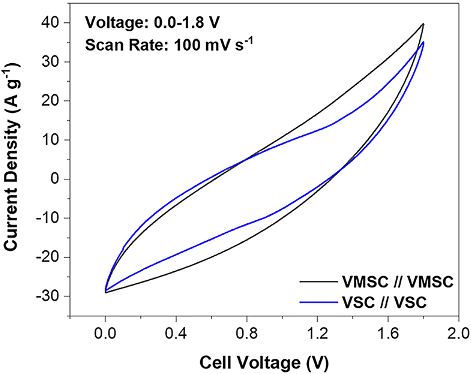 Voltage: 0.0-1.8 V
Scan Rate: 100 mV s⁻¹
Current Density (A g⁻¹)
40
30
20
10
0
-10
-20
-30
VMSC // VMSC
VSC // VSC
0.0 0.4 0.8 1.2 1.6 2.0
Cell Voltage (V)